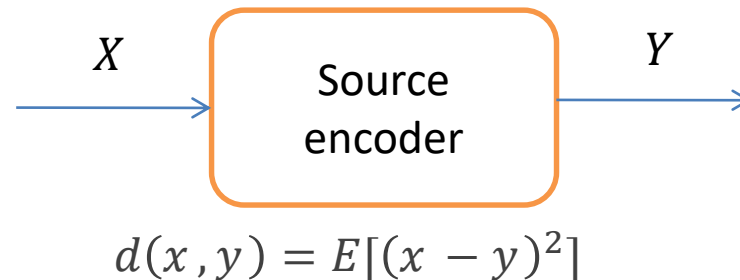 X
Y
Source
encoder
d(x,y) = E[(x − y)²]